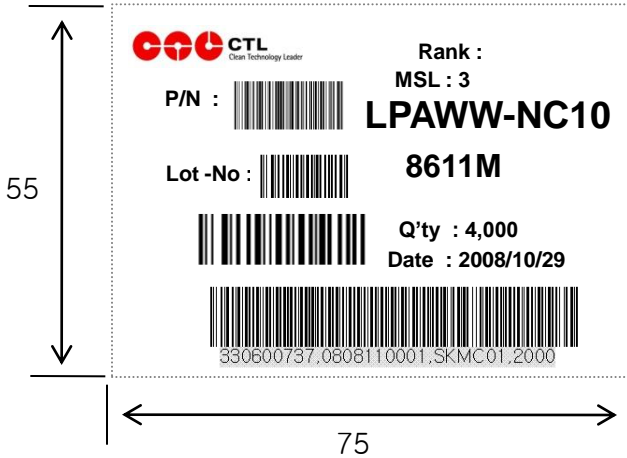 CTL
Clean Technology Leader
Rank :
MSL : 3
P/N :
LPAWW-NC10
Lot -No :
8611M
Q’ty : 4,000
Date : 2008/10/29
330600737,0808110001,SKMC01,2000
55
75